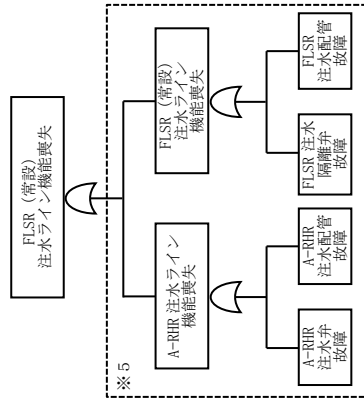 FLSR（常設）
注水ライン機能喪失
※５
A-RHR 注水ライン
機能喪失
FLSR（常設）
注水ライン
機能喪失
A-RHR
注水弁
故障
A-RHR
注水配管
故障
FLSR 注水
隔離弁
故障
FLSR
注水配管
故障